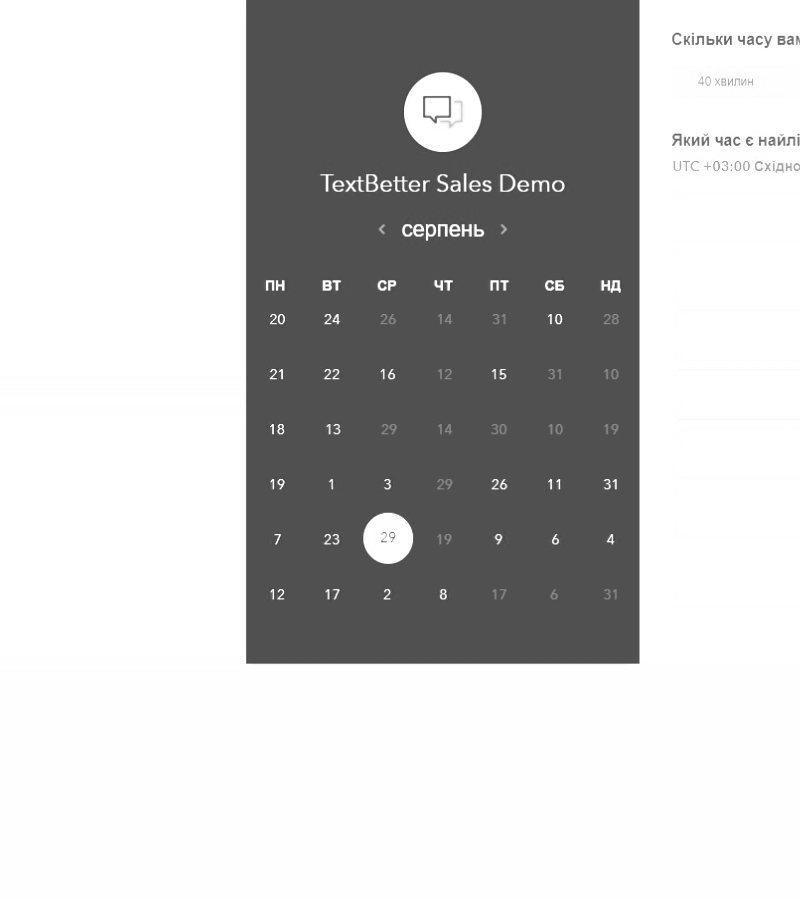 Скільки часу вам
40 хвилин
Який час є найлі
UTC +03:00 Східно
TextBetter Sales Demo
серпень
ПН ВТ СР ЧТ ПТ СБ НД
20 24 26 14 31 10 28
21 22 16 12 15 31 10
18 13 29 14 30 10 19
19 1 3 29 26 11 31
7 23 29 19 9 6 4
12 17 2 8 17 6 31